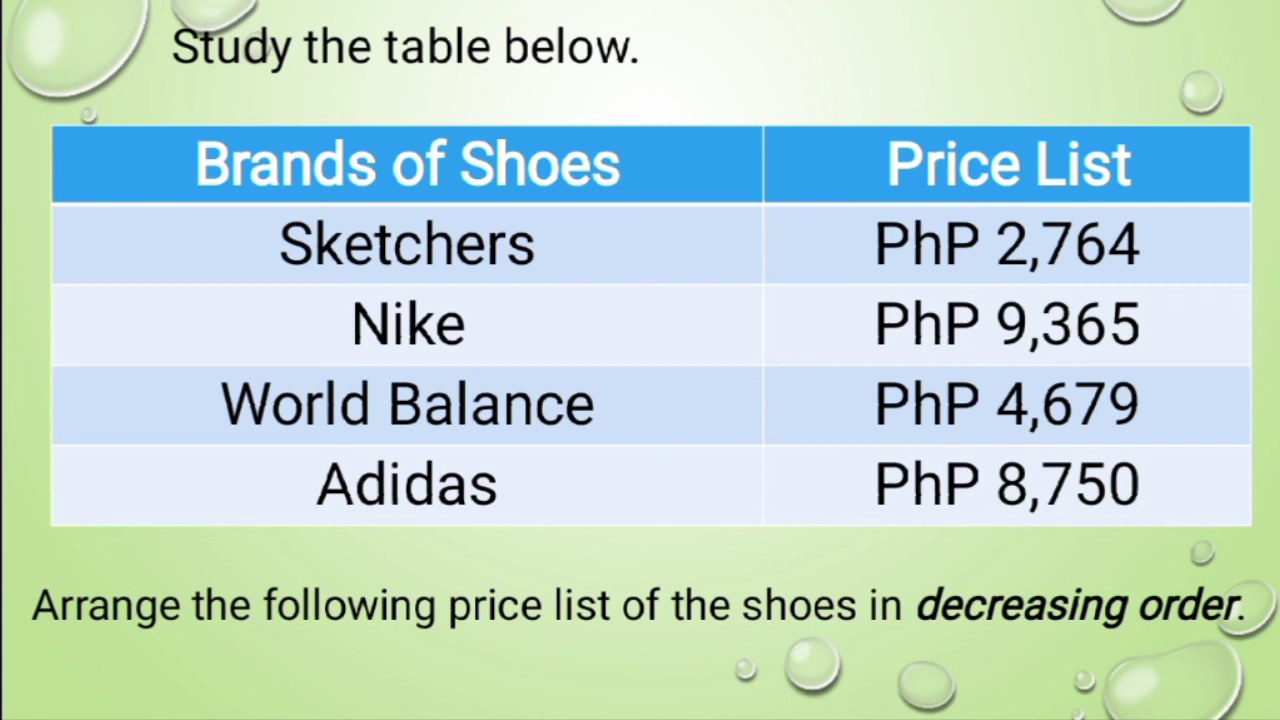 Study the table below.
Brands of Shoes Price List
Sketchers PhP 2,764
Nike PhP 9,365
World Balance PhP 4,679
Adidas PhP 8,750
Arrange the following price list of the shoes in decreasing order.